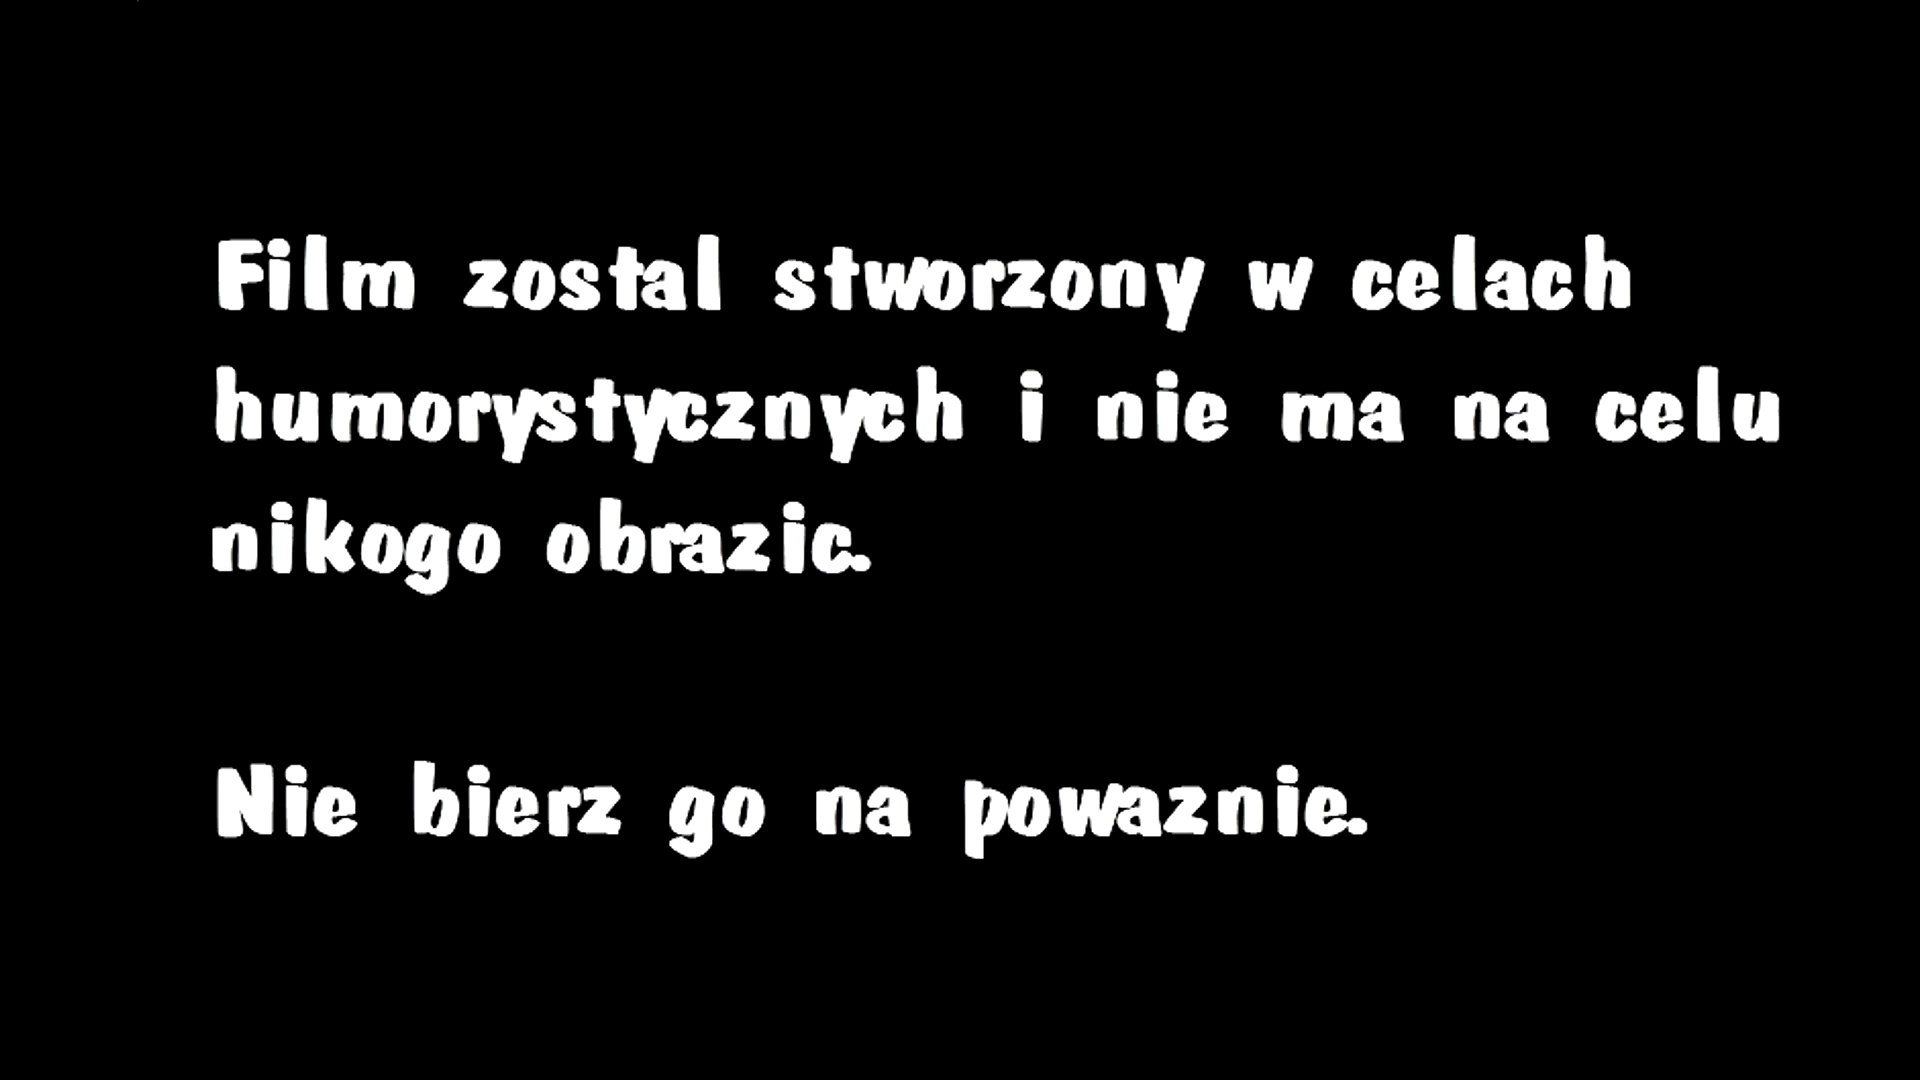 Film zostal stworzony w celach
humorystycznych i nie ma na celu
nikogo obrazic.
Nie bierz go na powaznie.